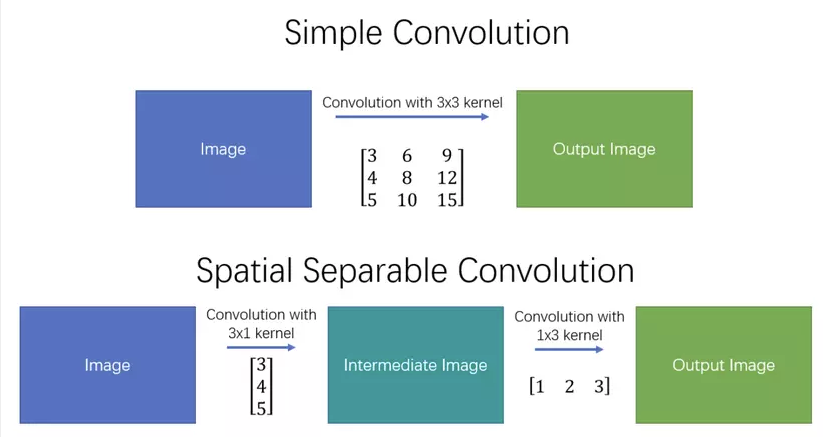 Simple Convolution
Image
Convolution with 3x3 kernel
3 6 9
4 8 12
5 10 15
Output Image
Spatial Separable Convolution
Image
Convolution with
3x1 kernel
3
4
5
Intermediate Image
Convolution with
1x3 kernel
[1 2 3]
Output Image